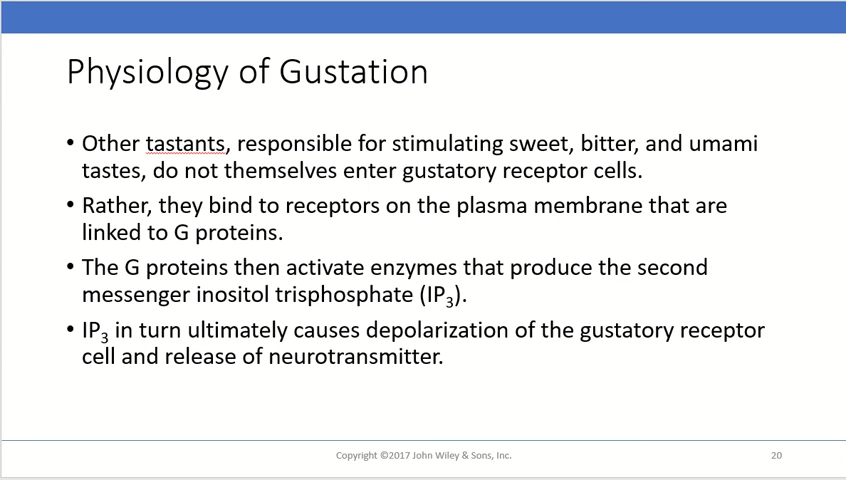 Physiology of Gustation
• Other tastants, responsible for stimulating sweet, bitter, and umami
tastes, do not themselves enter gustatory receptor cells.
• Rather, they bind to receptors on the plasma membrane that are
linked to G proteins.
• The G proteins then activate enzymes that produce the second
messenger inositol trisphosphate (IP₃).
• IP₃ in turn ultimately causes depolarization of the gustatory receptor
cell and release of neurotransmitter.
Copyright ©2017 John Wiley & Sons, Inc.
20